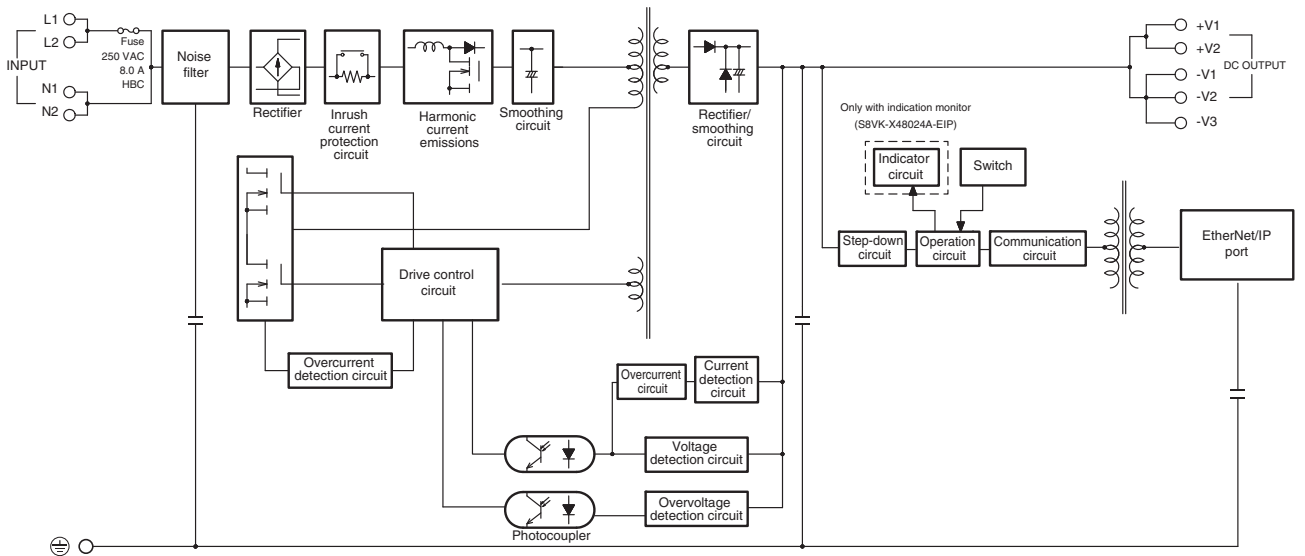 L1
L2
INPUT
N1
N2
Fuse
250 VAC
8.0 A
HBC
Noise
filter
Rectifier
Inrush
current
protection
circuit
Harmonic
current
emissions
Smoothing
circuit
Rectifier/
smoothing
circuit
+V1
+V2
DC OUTPUT
-V1
-V2
-V3
Only with indication monitor
(S8VK-X48024A-EIP)
Indicator
circuit
Switch
Step-down
circuit
Operation
circuit
Communication
circuit
EtherNet/IP
port
Drive control
circuit
Overcurrent
detection circuit
Overcurrent
circuit
Current
detection
circuit
Voltage
detection circuit
Overvoltage
detection circuit
Photocoupler